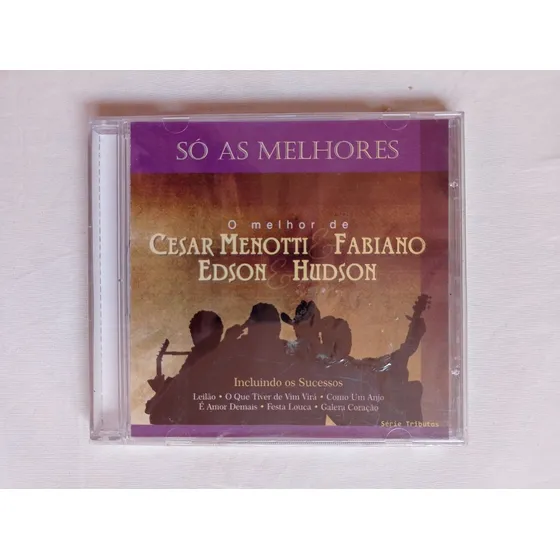 SÓ AS MELHORES
O melhor de
CESAR MENOTTI & FABIANO
EDSON & HUDSON
Incluindo os Sucessos
Leilão • O Que Tiver de Vim Virá • Como Um Anjo
É Amor Demais • Festa Louca • Galera Coração
Série Tributos